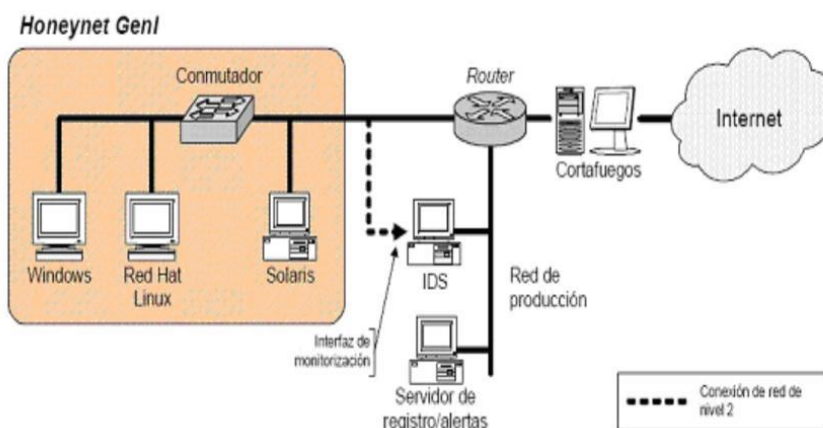 Honeynet GenI
Conmutador
Router
Internet
Cortafuegos
Windows
Red Hat
Linux
Solaris
IDS
Red de
producción
Interfaz de
monitorización
Servidor de
registro/alertas
Conexión de red de
nivel 2